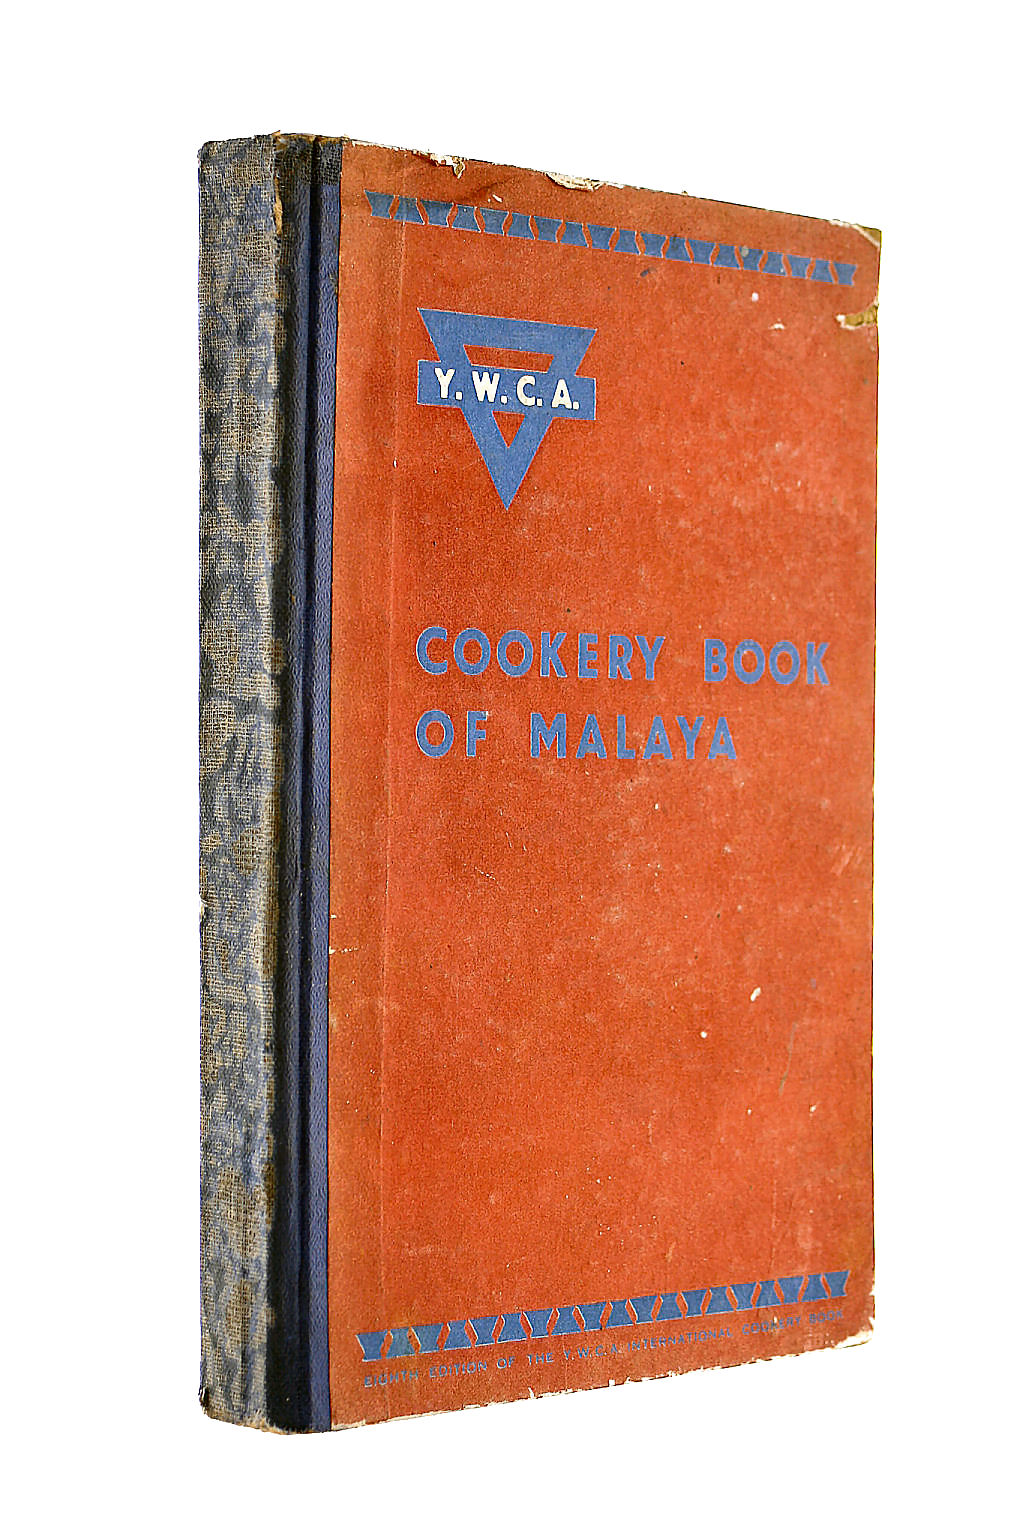 Y.W.C.A.
COOKERY BOOK
OF MALAYA
EIGHTH EDITION OF THE Y.W.C.A. INTERNATIONAL COOKERY BOOK